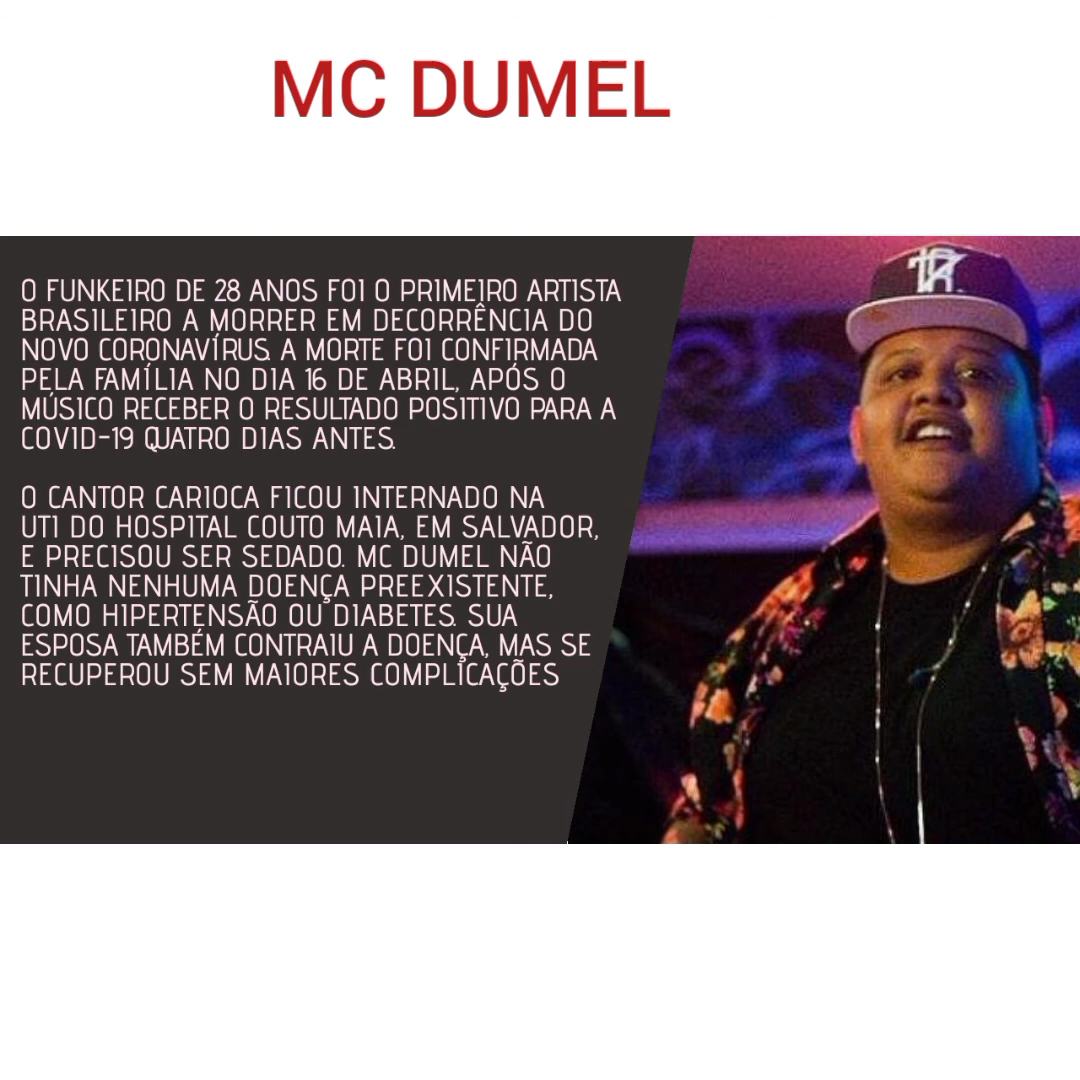 MC DUMEL
O FUNKEIRO DE 28 ANOS FOI O PRIMEIRO ARTISTA
BRASILEIRO A MORRER EM DECORRÊNCIA DO
NOVO CORONAVÍRUS. A MORTE FOI CONFIRMADA
PELA FAMÍLIA NO DIA 16 DE ABRIL, APÓS O
MÚSICO RECEBER O RESULTADO POSITIVO PARA A
COVID-19 QUATRO DIAS ANTES.
O CANTOR CARIOCA FICOU INTERNADO NA
UTI DO HOSPITAL COUTO MAIA, EM SALVADOR,
E PRECISOU SER SEDADO. MC DUMEL NÃO
TINHA NENHUMA DOENÇA PREEXISTENTE,
COMO HIPERTENSÃO OU DIABETES. SUA
ESPOSA TAMBÉM CONTRAIU A DOENÇA, MAS SE
RECUPEROU SEM MAIORES COMPLICAÇÕES